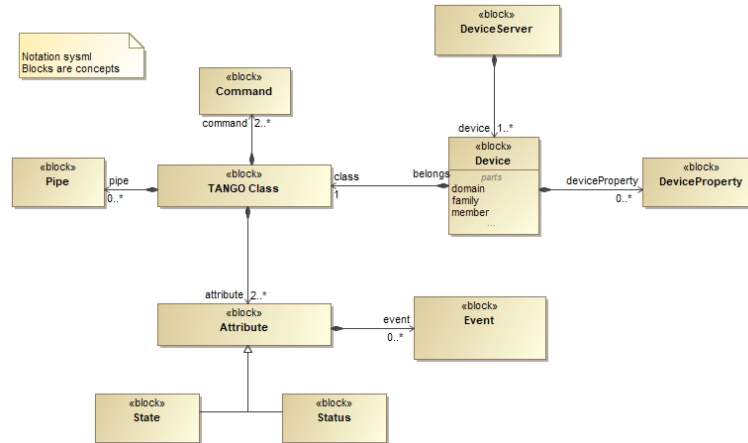 «block»
DeviceServer
Notation sysml
Blocks are concepts
«block»
Command
command 2..*
device 1..*
«block»
Pipe
pipe
0..*
«block»
TANGO Class
class
1
belongs
«block»
Device
parts
domain
family
member
...
deviceProperty
0..*
«block»
DeviceProperty
attribute 2..*
«block»
Attribute
event
0..*
«block»
Event
«block»
State
«block»
Status